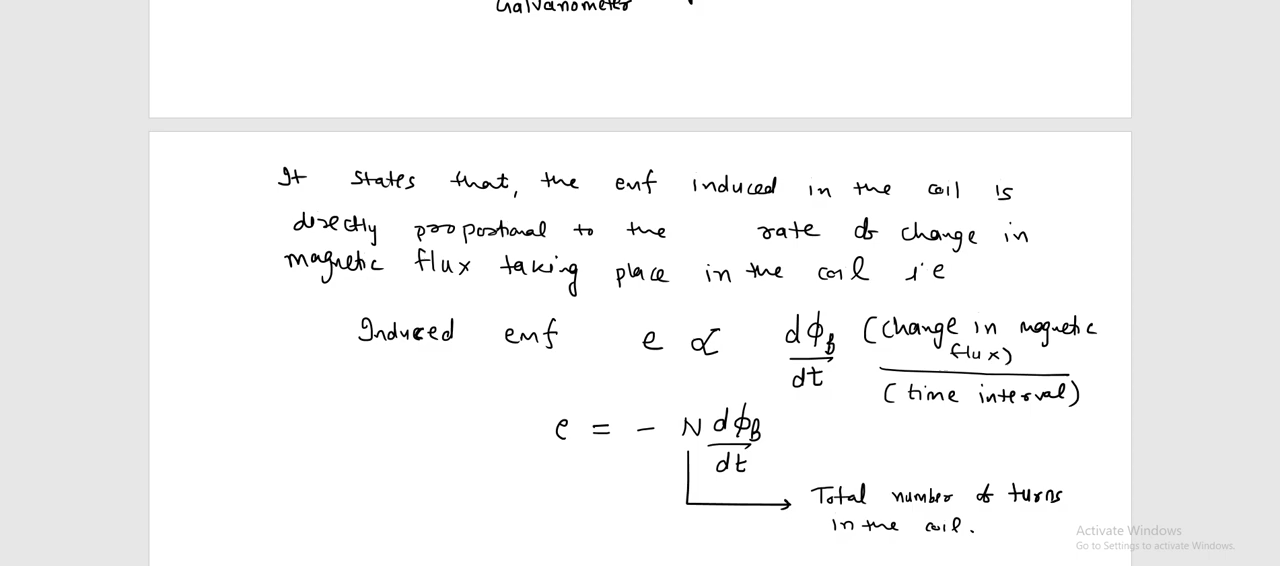 Galvanometer
It states that, the emf induced in the coil is
directly proportional to the rate of change in
magnetic flux taking place in the coil i.e
Induced emf e ∝ dϕ_B/dt (change in magnetic flux)/(time interval)
e = - N dϕ_B/dt
Total number of turns
in the coil.
Activate Windows
Go to Settings to activate Windows.